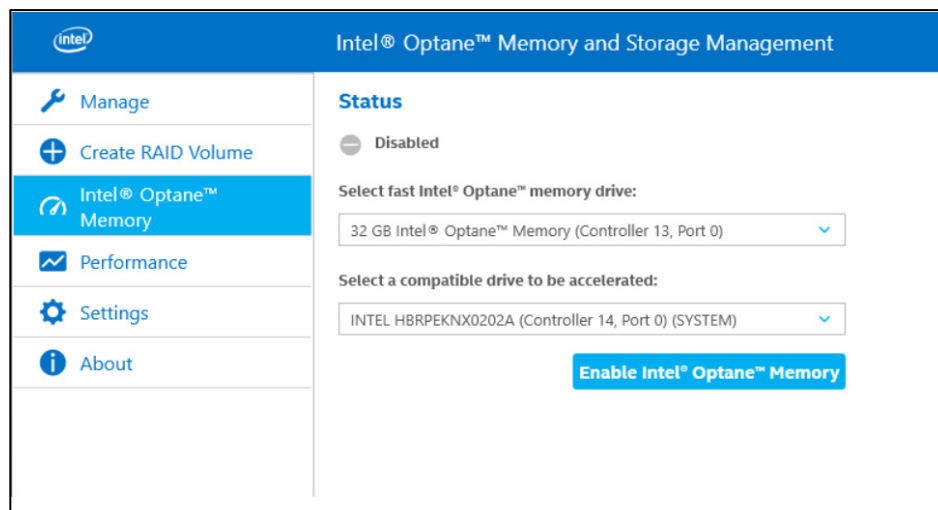 intel
Intel® Optane™ Memory and Storage Management
Manage
Create RAID Volume
Intel® Optane™
Memory
Performance
Settings
About
Status
Disabled
Select fast Intel® Optane™ memory drive:
32 GB Intel® Optane™ Memory (Controller 13, Port 0)
Select a compatible drive to be accelerated:
INTEL HBRPEKNX0202A (Controller 14, Port 0) (SYSTEM)
Enable Intel® Optane™ Memory